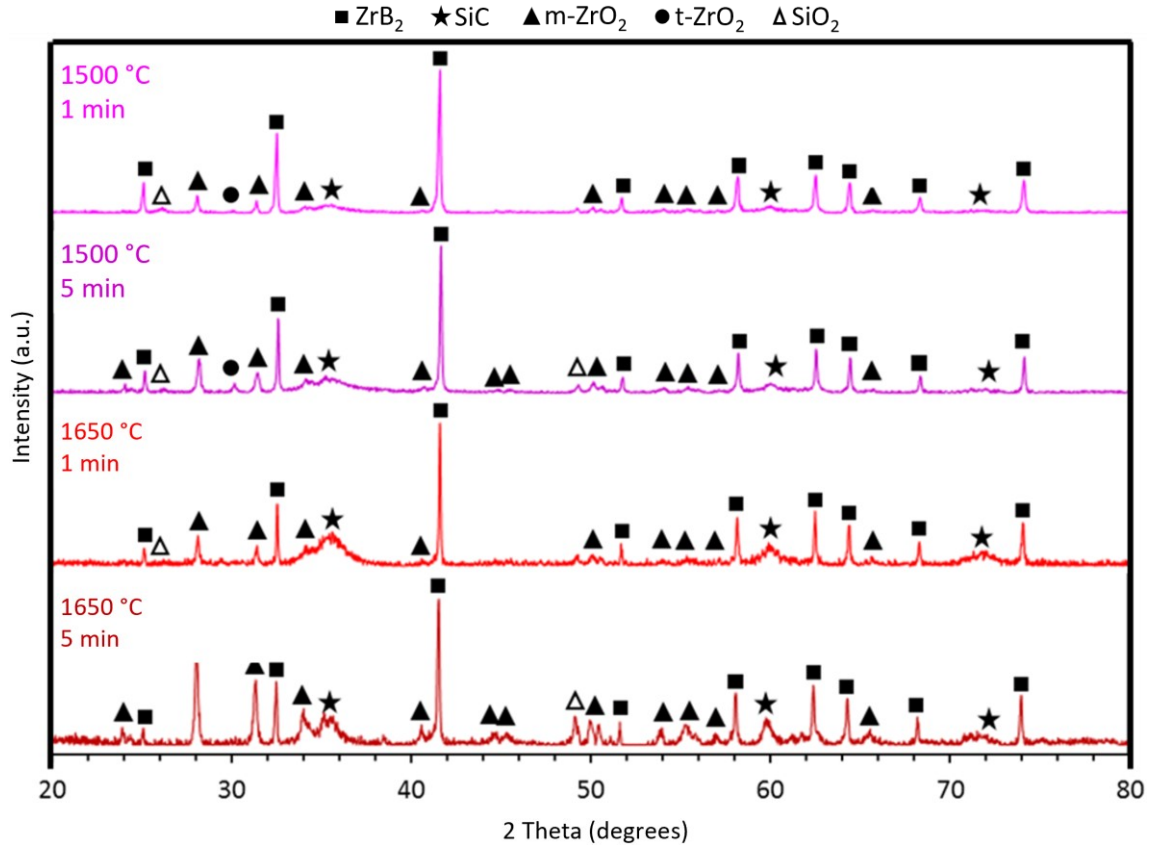 ■ ZrB₂ ★ SiC ▲ m-ZrO₂ ● t-ZrO₂ △ SiO₂
1500 °C
1 min
1500 °C
5 min
1650 °C
1 min
1650 °C
5 min
Intensity (a.u.)
20 30 40 50 60 70 80
2 Theta (degrees)